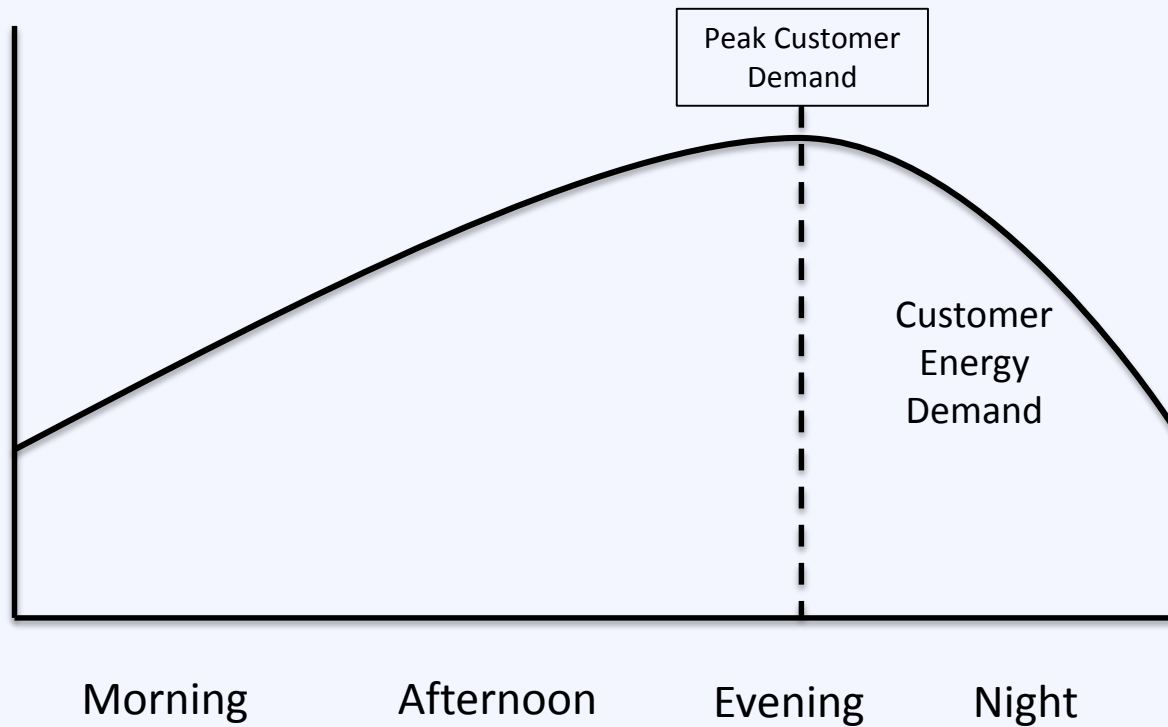 Peak Customer
Demand
Customer
Energy
Demand
Morning Afternoon Evening Night